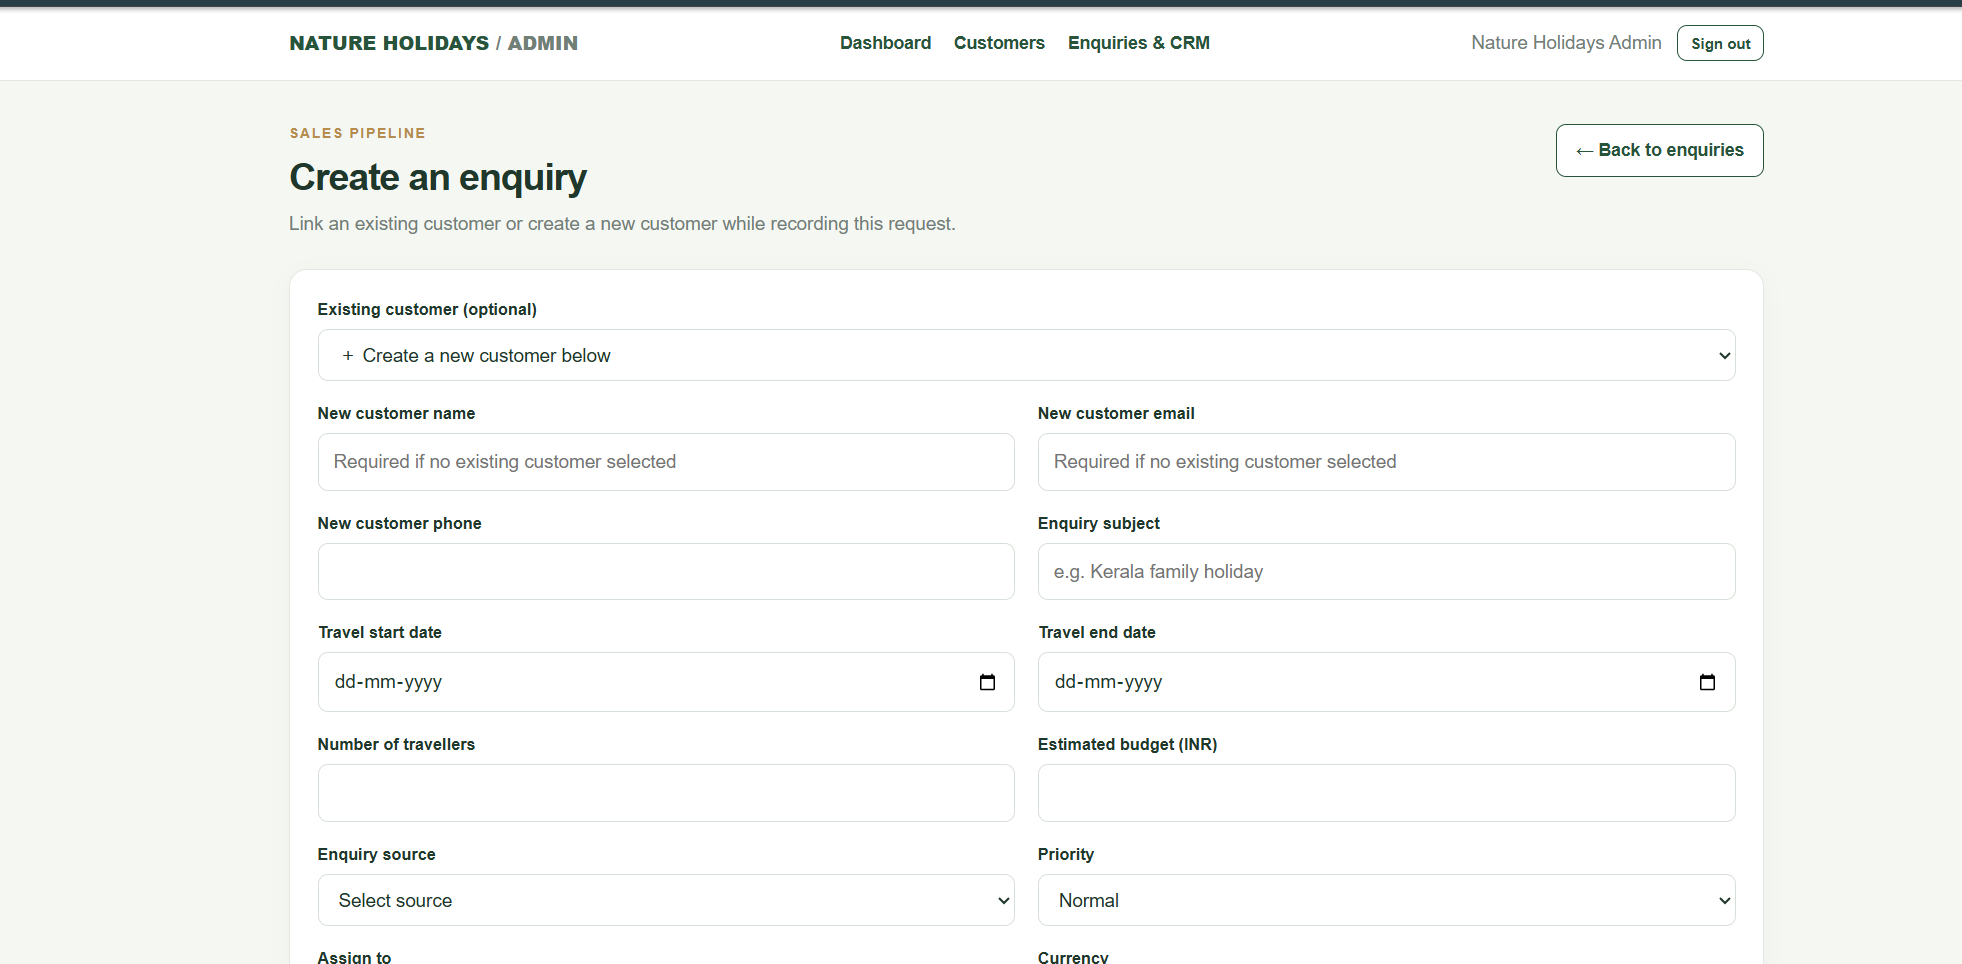 NATURE HOLIDAYS / ADMIN
Dashboard Customers Enquiries & CRM
Nature Holidays Admin Sign out
SALES PIPELINE
Create an enquiry
← Back to enquiries
Link an existing customer or create a new customer while recording this request.
Existing customer (optional)
+ Create a new customer below
New customer name
Required if no existing customer selected
New customer email
Required if no existing customer selected
New customer phone
Enquiry subject
e.g. Kerala family holiday
Travel start date
dd-mm-yyyy
Travel end date
dd-mm-yyyy
Number of travellers
Estimated budget (INR)
Enquiry source
Select source
Priority
Normal
Assign to
Currency